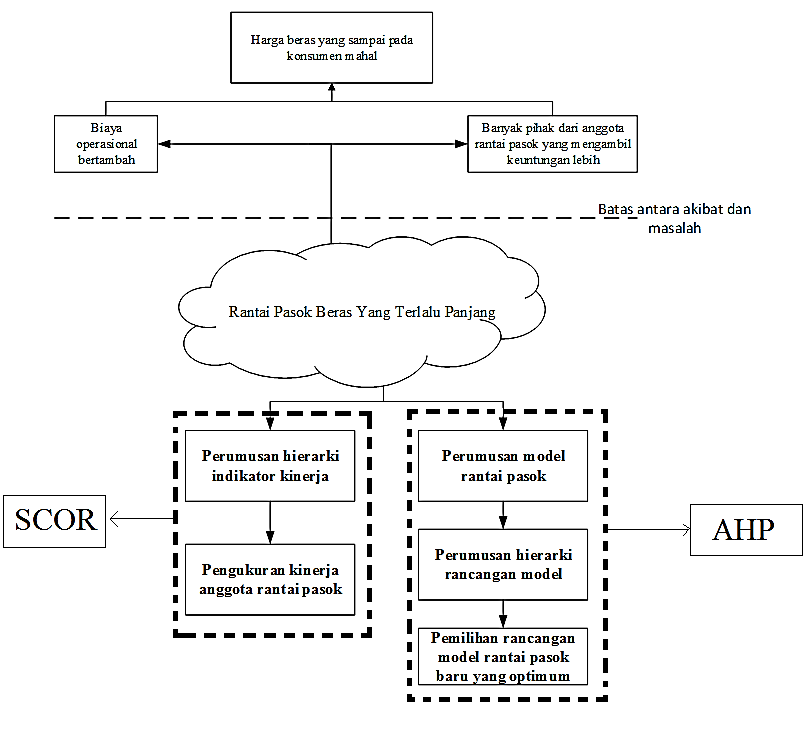 Harga beras yang sampai pada
konsumen mahal
Biaya
operasional
bertambah
Banyak pihak dari anggota
rantai pasok yang mengambil
keuntungan lebih
Batas antara akibat dan
masalah
Rantai Pasok Beras Yang Terlalu Panjang
Perumusan hierarki
indikator kinerja
Perumusan model
rantai pasok
SCOR
AHP
Pengukuran kinerja
anggota rantai pasok
Perumusan hierarki
rancangan model
Pemilihan rancangan
model rantai pasok
baru yang optimum